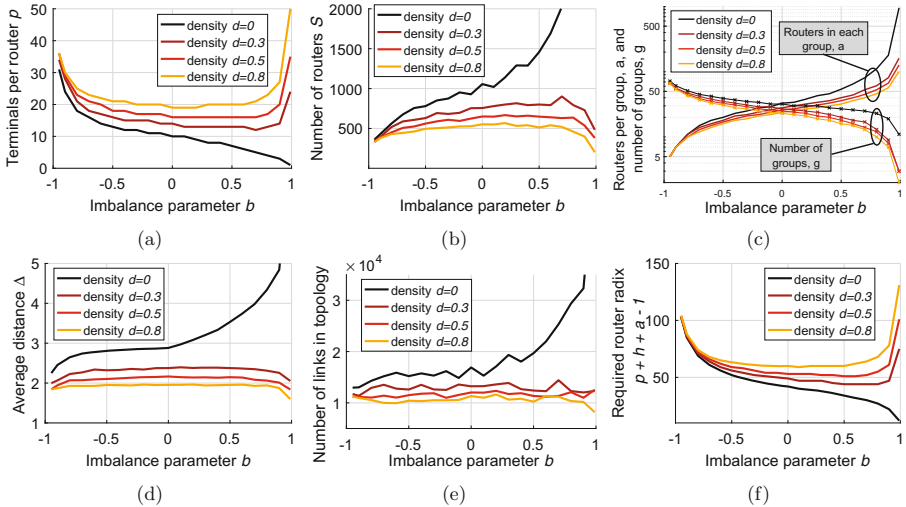 Terminals per router p
50
40
30
20
10
0
-1
-0.5
0
0.5
1
Imbalance parameter b
density d=0
density d=0.3
density d=0.5
density d=0.8
(a)
Number of routers S
2000
1500
1000
500
-1
-0.5
0
0.5
1
Imbalance parameter b
density d=0
density d=0.3
density d=0.5
density d=0.8
(b)
Routers per group, a, and
number of groups, g
500
50
5
-1
-0.5
0
0.5
1
Imbalance parameter b
density d=0
density d=0.3
density d=0.5
density d=0.8
Routers in each
group, a
Number of
groups, g
(c)
Average distance Δ
5
4
3
2
1
-1
-0.5
0
0.5
1
Imbalance parameter b
density d=0
density d=0.3
density d=0.5
density d=0.8
(d)
Number of links in topology
× 10^4
3
2
1
-1
-0.5
0
0.5
1
Imbalance parameter b
density d=0
density d=0.3
density d=0.5
density d=0.8
(e)
Required router radix
p + h + a - 1
150
100
50
-1
-0.5
0
0.5
1
Imbalance parameter b
density d=0
density d=0.3
density d=0.5
density d=0.8
(f)